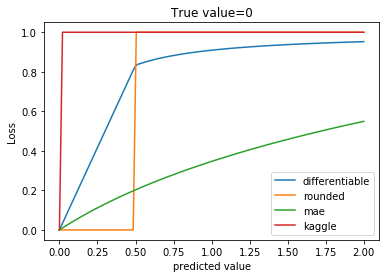 True value=0
1.0
0.8
0.6
0.4
0.2
0.0
Loss
0.00 0.25 0.50 0.75 1.00 1.25 1.50 1.75 2.00
predicted value
differentiable
rounded
mae
kaggle